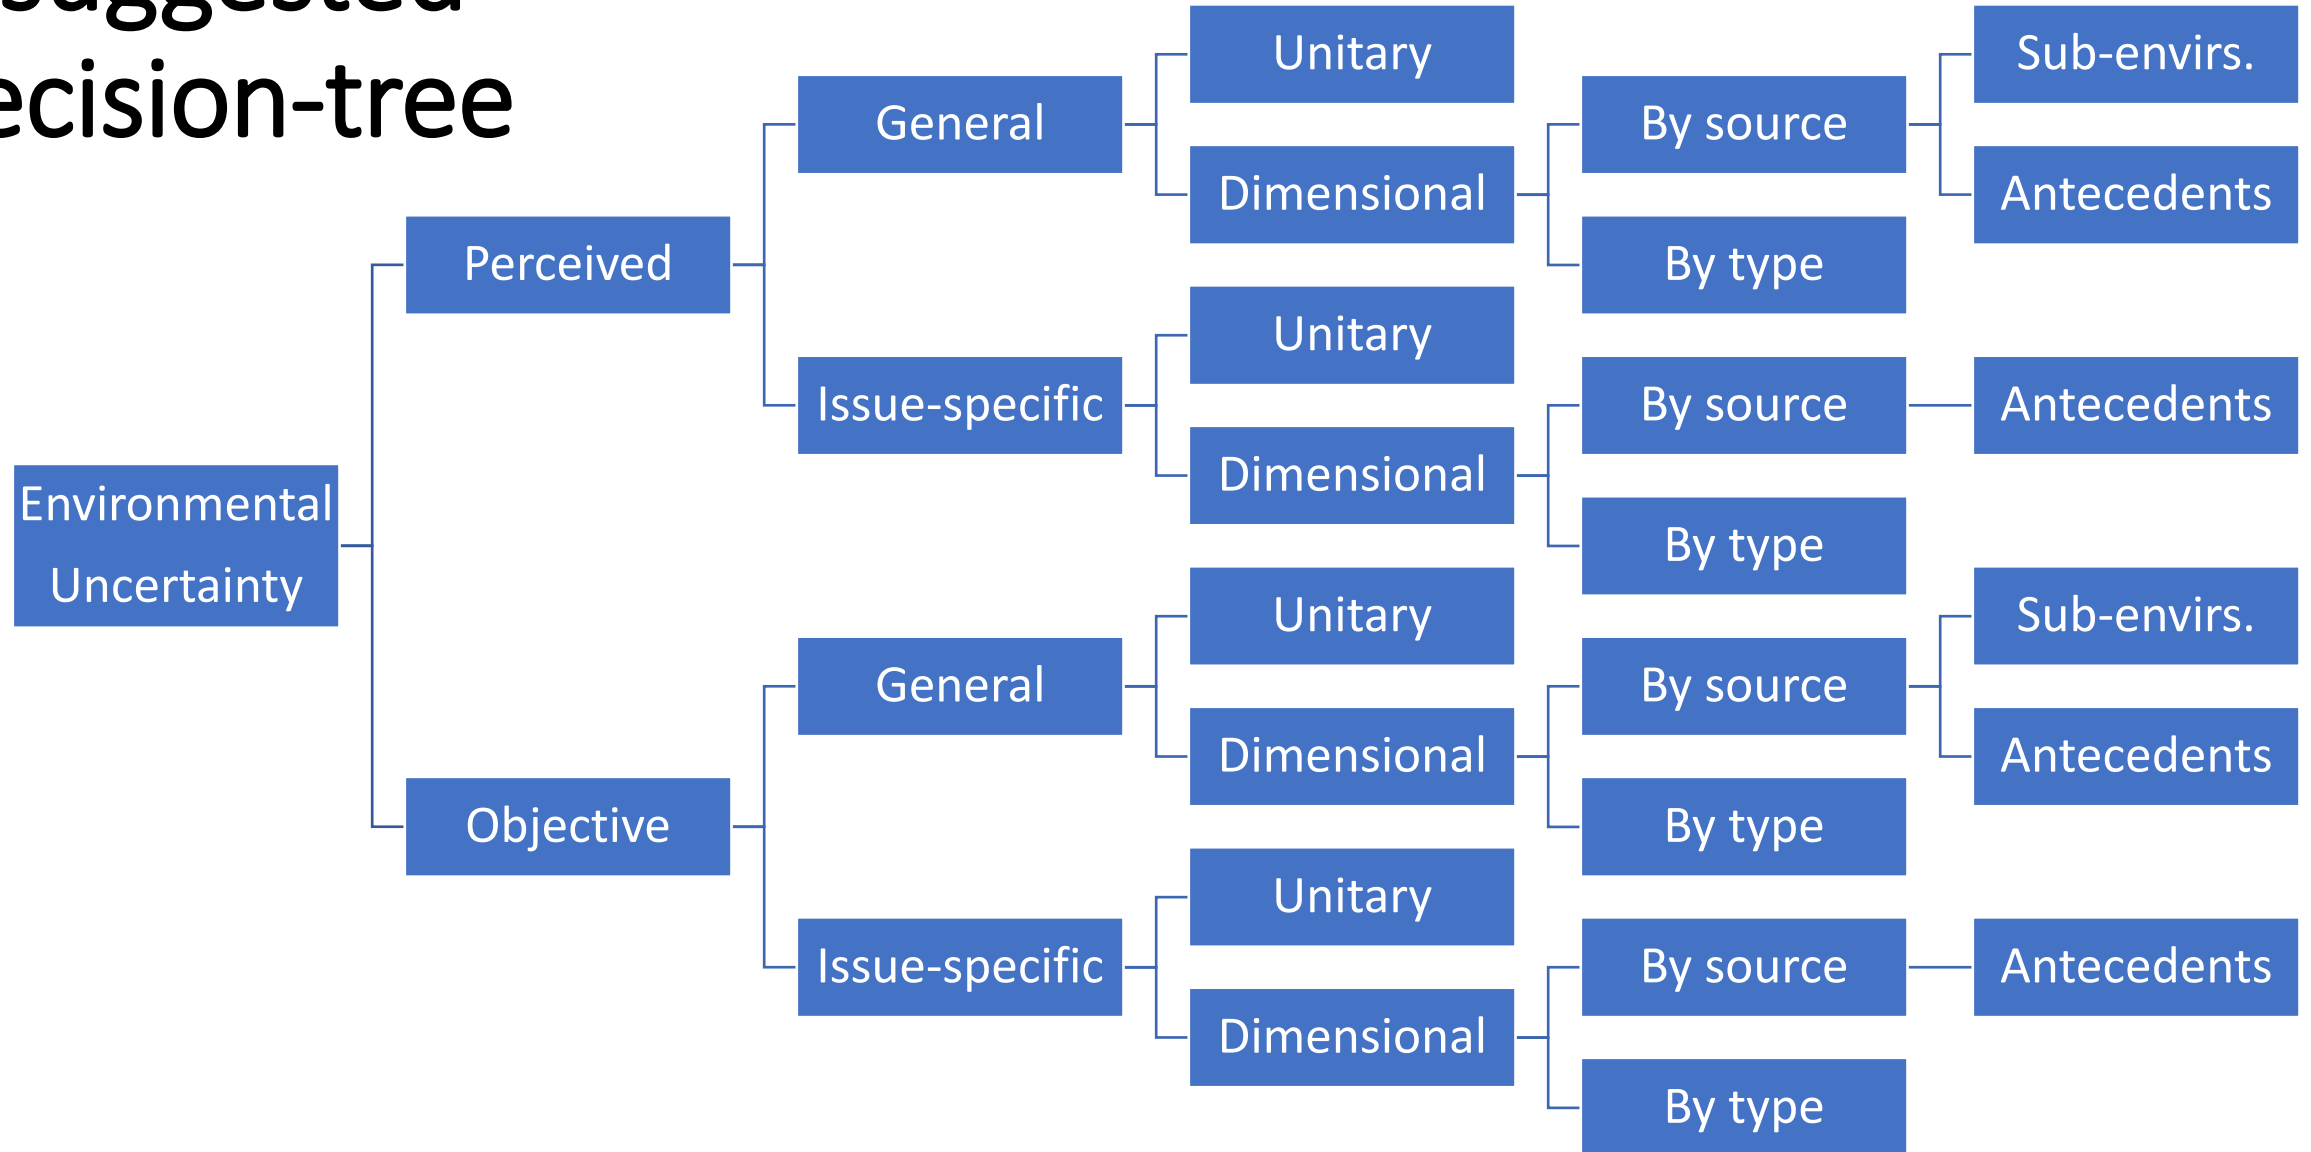 suggested
ecision-tree
Environmental
Uncertainty
Perceived
Objective
General
Issue-specific
General
Issue-specific
Unitary
Dimensional
Unitary
Dimensional
Unitary
Dimensional
Unitary
Dimensional
By source
By type
By source
By type
By source
By type
By source
By type
Sub-envirs.
Antecedents
Antecedents
Sub-envirs.
Antecedents
Antecedents